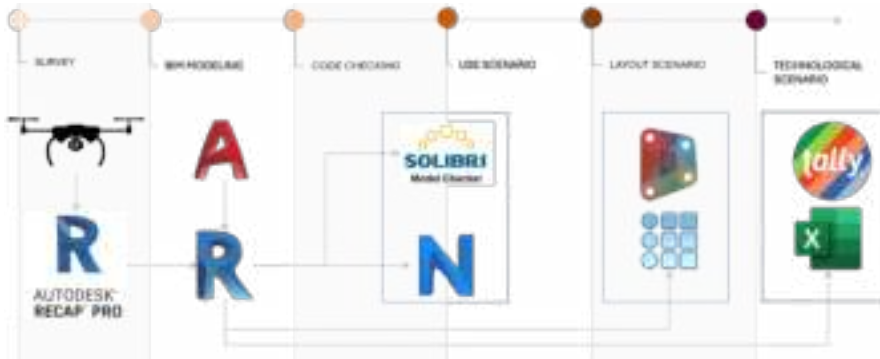 SURVEY
BIM MODELING
CODE CHECKING
USE SCENARIO
LAYOUT SCENARIO
TECHNOLOGICAL
SCENARIO
A
SOLIBRI
Model Checker
tally
R
R
N
X
AUTODESK
RECAP PRO